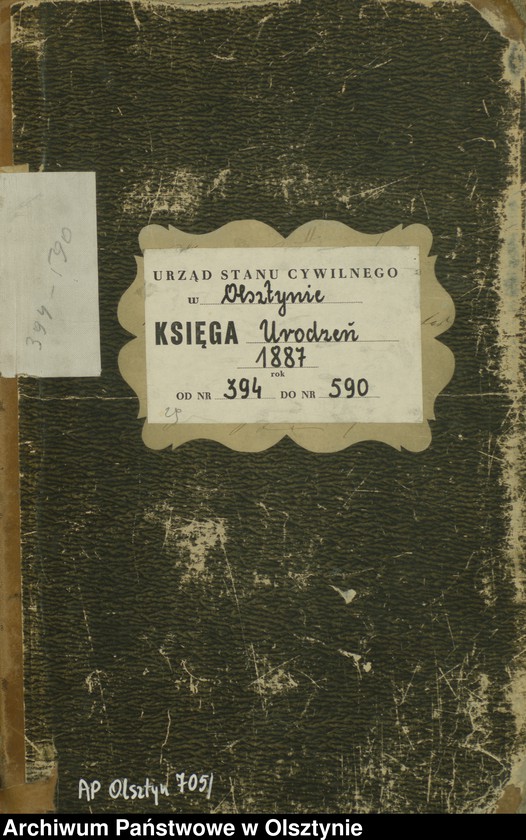 394-590
URZĄD STANU CYWILNEGO
w Olsztynie
KSIĘGA Urodzeń
1887
rok
OD NR 394 DO NR 590
AP Olsztyn 705/
Archiwum Państwowe w Olsztynie